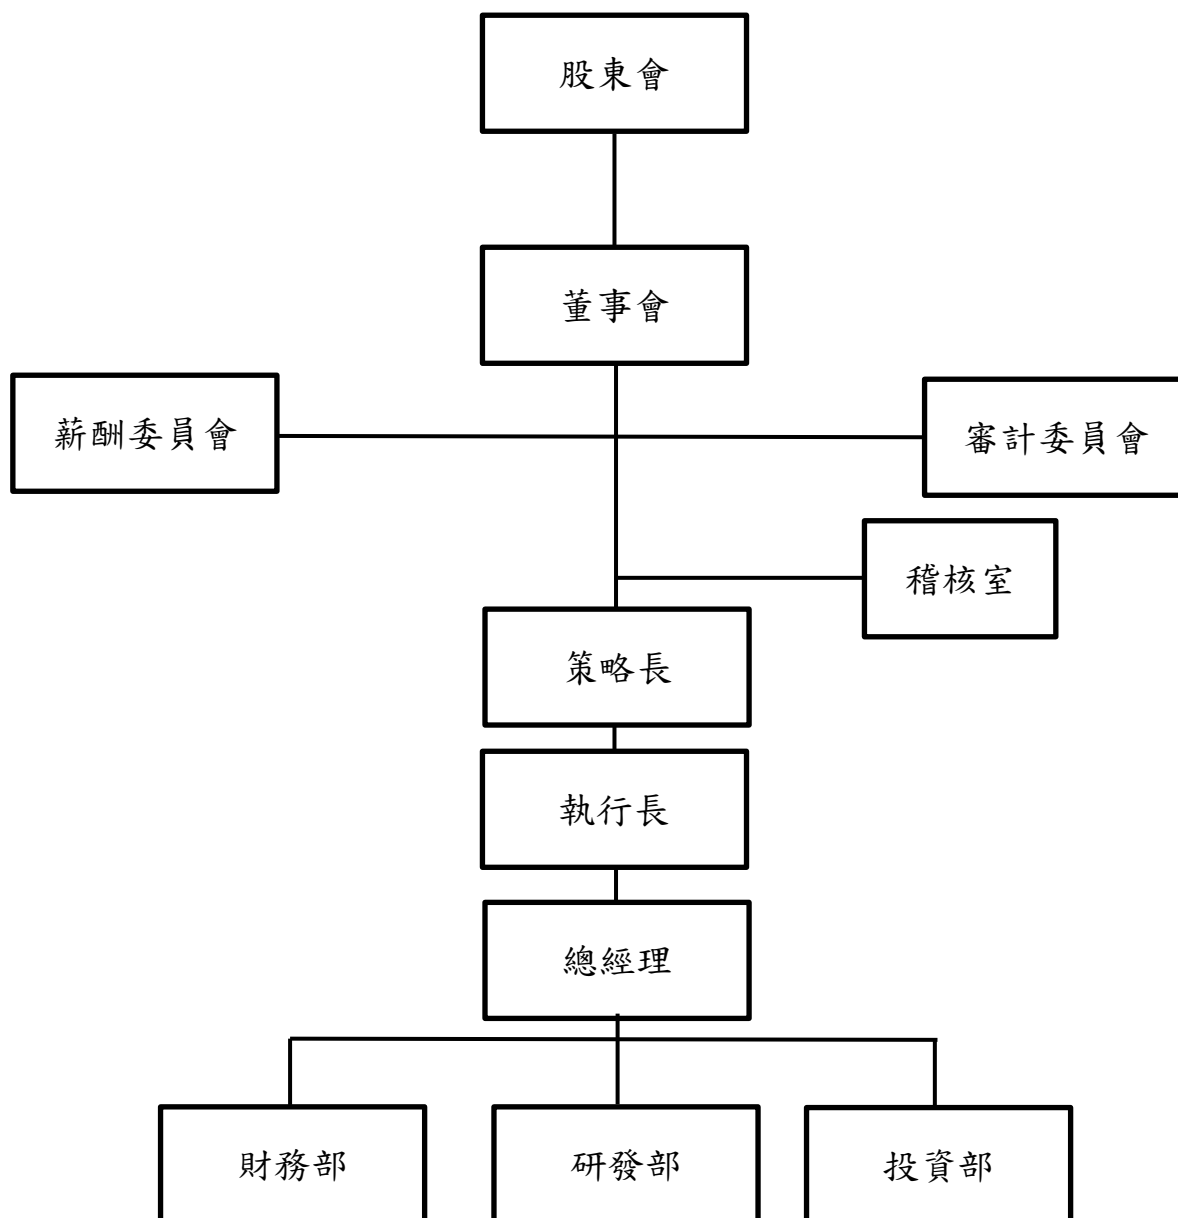 股東會
董事會
薪酬委員會
審計委員會
稽核室
策略長
執行長
總經理
財務部
研發部
投資部